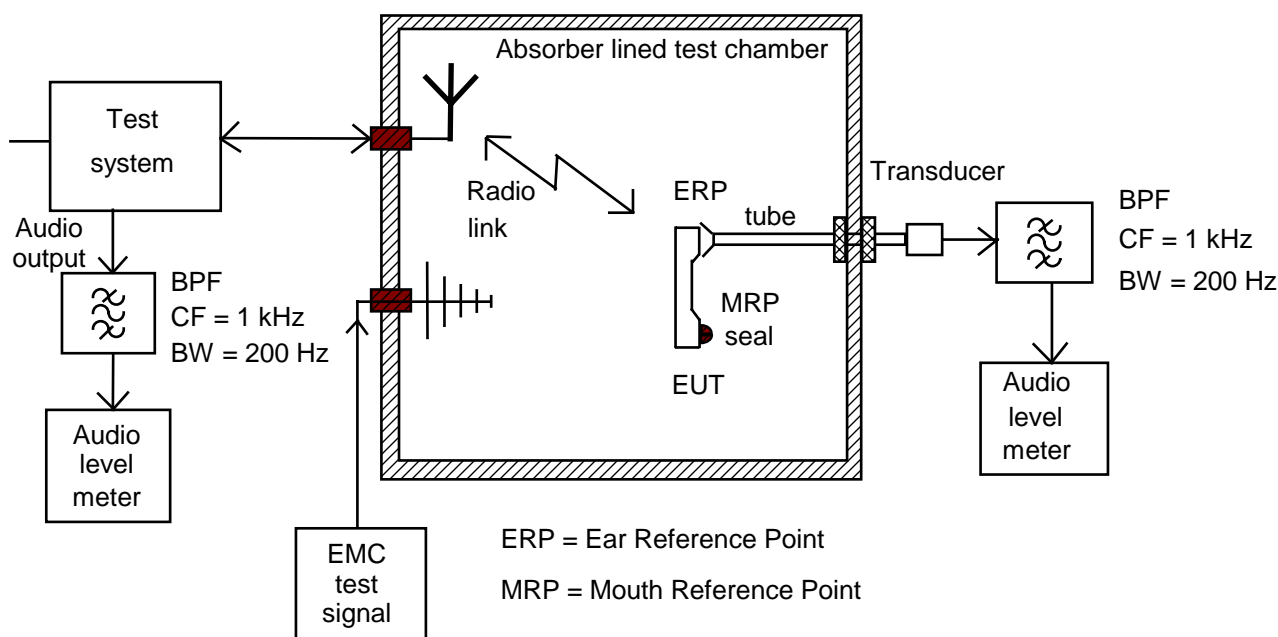 Absorber lined test chamber
Test
system
Audio
output
BPF
CF = 1 kHz
BW = 200 Hz
Audio
level
meter
Radio
link
ERP
tube
Transducer
MRP
seal
EUT
BPF
CF = 1 kHz
BW = 200 Hz
Audio
level
meter
EMC
test
signal
ERP = Ear Reference Point
MRP = Mouth Reference Point